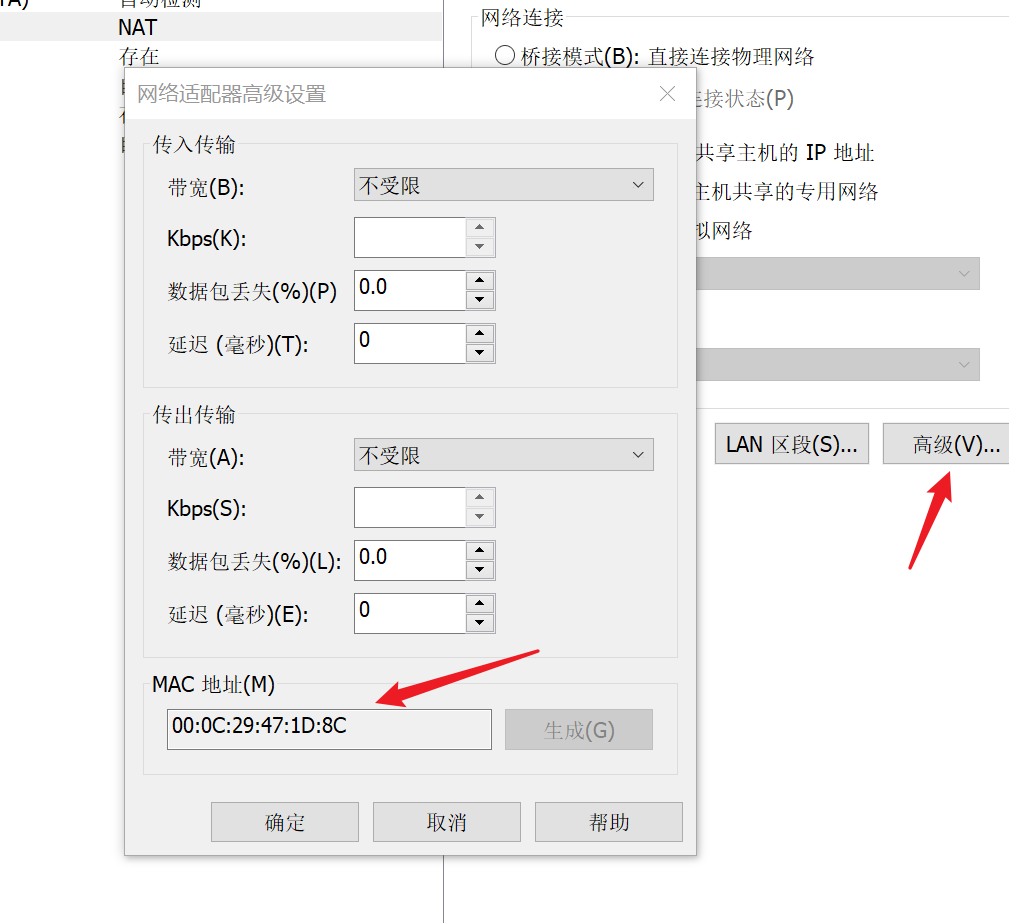 自动检测
NAT
存在
网络连接
桥接模式(B): 直接连接物理网络
接状态(P)
共享主机的 IP 地址
主机共享的专用网络
网络
LAN 区段(S)...
高级(V)...
网络适配器高级设置
传入传输
带宽(B):
不受限
Kbps(K):
数据包丢失(%)(P)
0.0
延迟 (毫秒)(T):
0
传出传输
带宽(A):
不受限
Kbps(S):
数据包丢失(%)(L):
0.0
延迟 (毫秒)(E):
0
MAC 地址(M)
00:0C:29:47:1D:8C
生成(G)
确定
取消
帮助